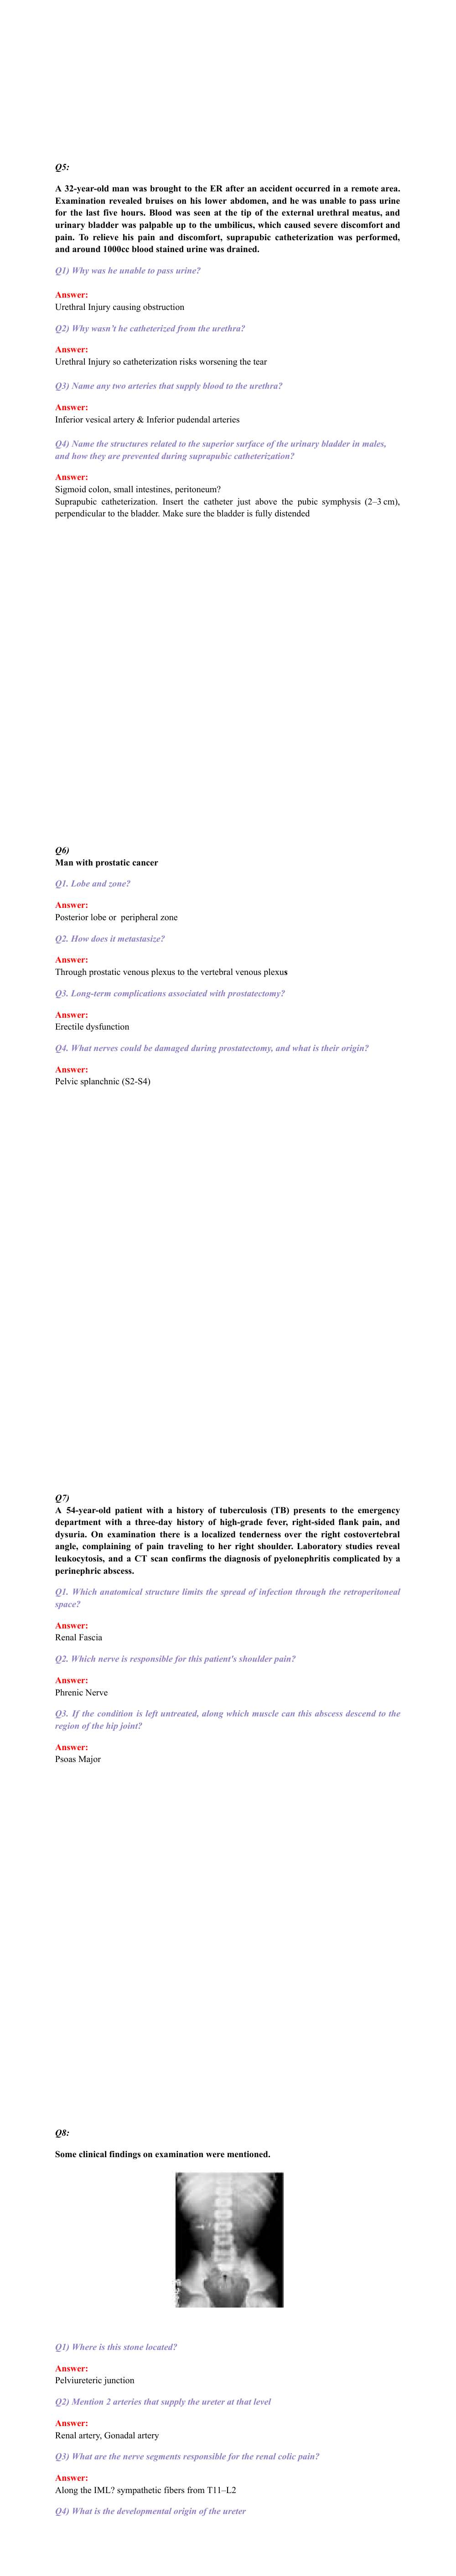 Q5:
A 32-year-old man was brought to the ER after an accident occurred in a remote area.
Examination revealed bruises on his lower abdomen, and he was unable to pass urine
for the last five hours. Blood was seen at the tip of the external urethral meatus, and
urinary bladder was palpable up to the umbilicus, which caused severe discomfort and
pain. To relieve his pain and discomfort, suprapubic catheterization was performed,
and around 1000cc blood stained urine was drained.
Q1) Why was he unable to pass urine?
Answer:
Urethral Injury causing obstruction
Q2) Why wasn't he catheterized from the urethra?
Answer:
Urethral Injury so catheterization risks worsening the tear
Q3) Name any two arteries that supply blood to the urethra?
Answer:
Inferior vesical artery & Inferior pudendal arteries
Q4) Name the structures related to the superior surface of the urinary bladder in males,
and how they are prevented during suprapubic catheterization?
Answer:
Sigmoid colon, small intestines, peritoneum?
Suprapubic catheterization. Insert the catheter just above the pubic symphysis (2–3 cm),
perpendicular to the bladder. Make sure the bladder is fully distended
Q6)
Man with prostatic cancer
Q1. Lobe and zone?
Answer:
Posterior lobe or peripheral zone
Q2. How does it metastasize?
Answer:
Through prostatic venous plexus to the vertebral venous plexus
Q3. Long-term complications associated with prostatectomy?
Answer:
Erectile dysfunction
Q4. What nerves could be damaged during prostatectomy, and what is their origin?
Answer:
Pelvic splanchnic (S2-S4)
Q7)
A 54-year-old patient with a history of tuberculosis (TB) presents to the emergency
department with a three-day history of high-grade fever, right-sided flank pain, and
dysuria. On examination there is a localized tenderness over the right costovertebral
angle, complaining of pain traveling to her right shoulder. Laboratory studies reveal
leukocytosis, and a CT scan confirms the diagnosis of pyelonephritis complicated by a
perinephric abscess.
Q1. Which anatomical structure limits the spread of infection through the retroperitoneal
space?
Answer:
Renal Fascia
Q2. Which nerve is responsible for this patient's shoulder pain?
Answer:
Phrenic Nerve
Q3. If the condition is left untreated, along which muscle can this abscess descend to the
region of the hip joint?
Answer:
Psoas Major
Q8:
Some clinical findings on examination were mentioned.
Q1) Where is this stone located?
Answer:
Pelviureteric junction
Q2) Mention 2 arteries that supply the ureter at that level
Answer:
Renal artery, Gonadal artery
Q3) What are the nerve segments responsible for the renal colic pain?
Answer:
Along the IML? sympathetic fibers from T11–L2
Q4) What is the developmental origin of the ureter